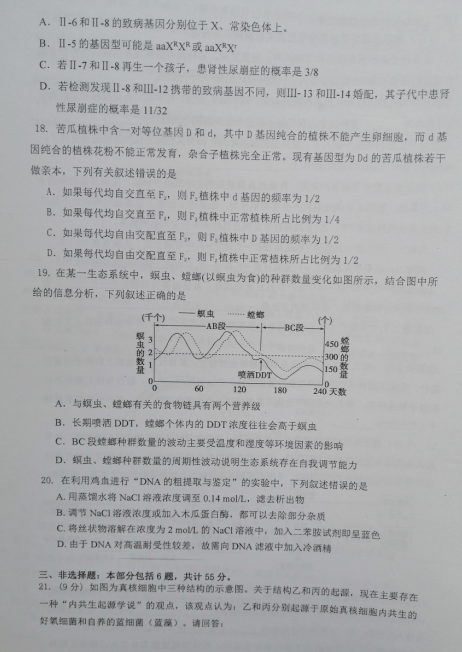 A. Ⅱ-6和Ⅱ-8的致病基因分别位于X、常染色体上。
B. Ⅱ-5的基因型可能是 aaXᴿXᴿ或 aaXᴿXʳ
C. 若Ⅱ-7和Ⅱ-8再生一个孩子，患肾性尿崩症的概率是3/8
D. 若检测发现Ⅱ-8和Ⅲ-12携带的致病基因不同，则Ⅲ-13和Ⅲ-14婚配，其子代中患肾
性尿崩症的概率是11/32
18. 苦瓜植株中含一对等位基因D和d，其中D基因纯合的植株不能产生卵细胞，而d基
因纯合的植株花粉不能正常发育，杂合子植株完全正常。现有基因型为Dd的苦瓜植株若干
做亲本，下列有关叙述错误的是
A. 如果每代均自交直至F₂，则F₂植株中d基因的频率为1/2
B. 如果每代均自交直至F₂，则F₂植株中正常植株所占比例为1/4
C. 如果每代均自由交配直至F₂，则F₂植株中D基因的频率为1/2
D. 如果每代均自由交配直至F₂，则F₂植株中正常植株所占比例为1/2
19. 在某一生态系统中，螟虫、螳螂(以螟虫为食)的种群数量变化如图所示，结合图中所
给的信息分析，下列叙述正确的是
—— 螟虫 ······ 螳螂
(千个) AB段 BC段 (个)
螟虫的数量 3 2 1 0
450 300 150 0 螳螂的数量
喷洒DDT
0 60 120 180 240 天数
A. 与螟虫、螳螂有关的食物链具有两个营养级
B. 长期喷洒DDT，螳螂个体内的DDT浓度往往会高于螟虫
C. BC段螳螂种群数量的波动主要受温度和湿度等环境因素的影响
D. 螟虫、螳螂种群数量的周期性波动说明生态系统存在自我调节能力
20. 在利用鸡血进行“DNA的粗提取与鉴定”的实验中，下列叙述错误的是
A. 用蒸馏水将NaCl溶液浓度调至0.14 mol/L，滤去析出物
B. 调节NaCl溶液浓度或加入木瓜蛋白酶，都可以去除部分杂质
C. 将丝状物溶解在浓度为2 mol/L的NaCl溶液中，加入二苯胺试剂即呈蓝色
D. 由于DNA对高温耐受性较差，故需向DNA滤液中加入冷酒精
三、非选择题：本部分包括6题，共计55分。
21. (9分) 如图为真核细胞中三种结构的示意图。关于结构乙和丙的起源，现在主要存在
一种“内共生起源学说”的观点，该观点认为：乙和丙分别起源于原始真核细胞内共生的
好氧细菌和自养的蓝细菌（蓝藻）。请回答：